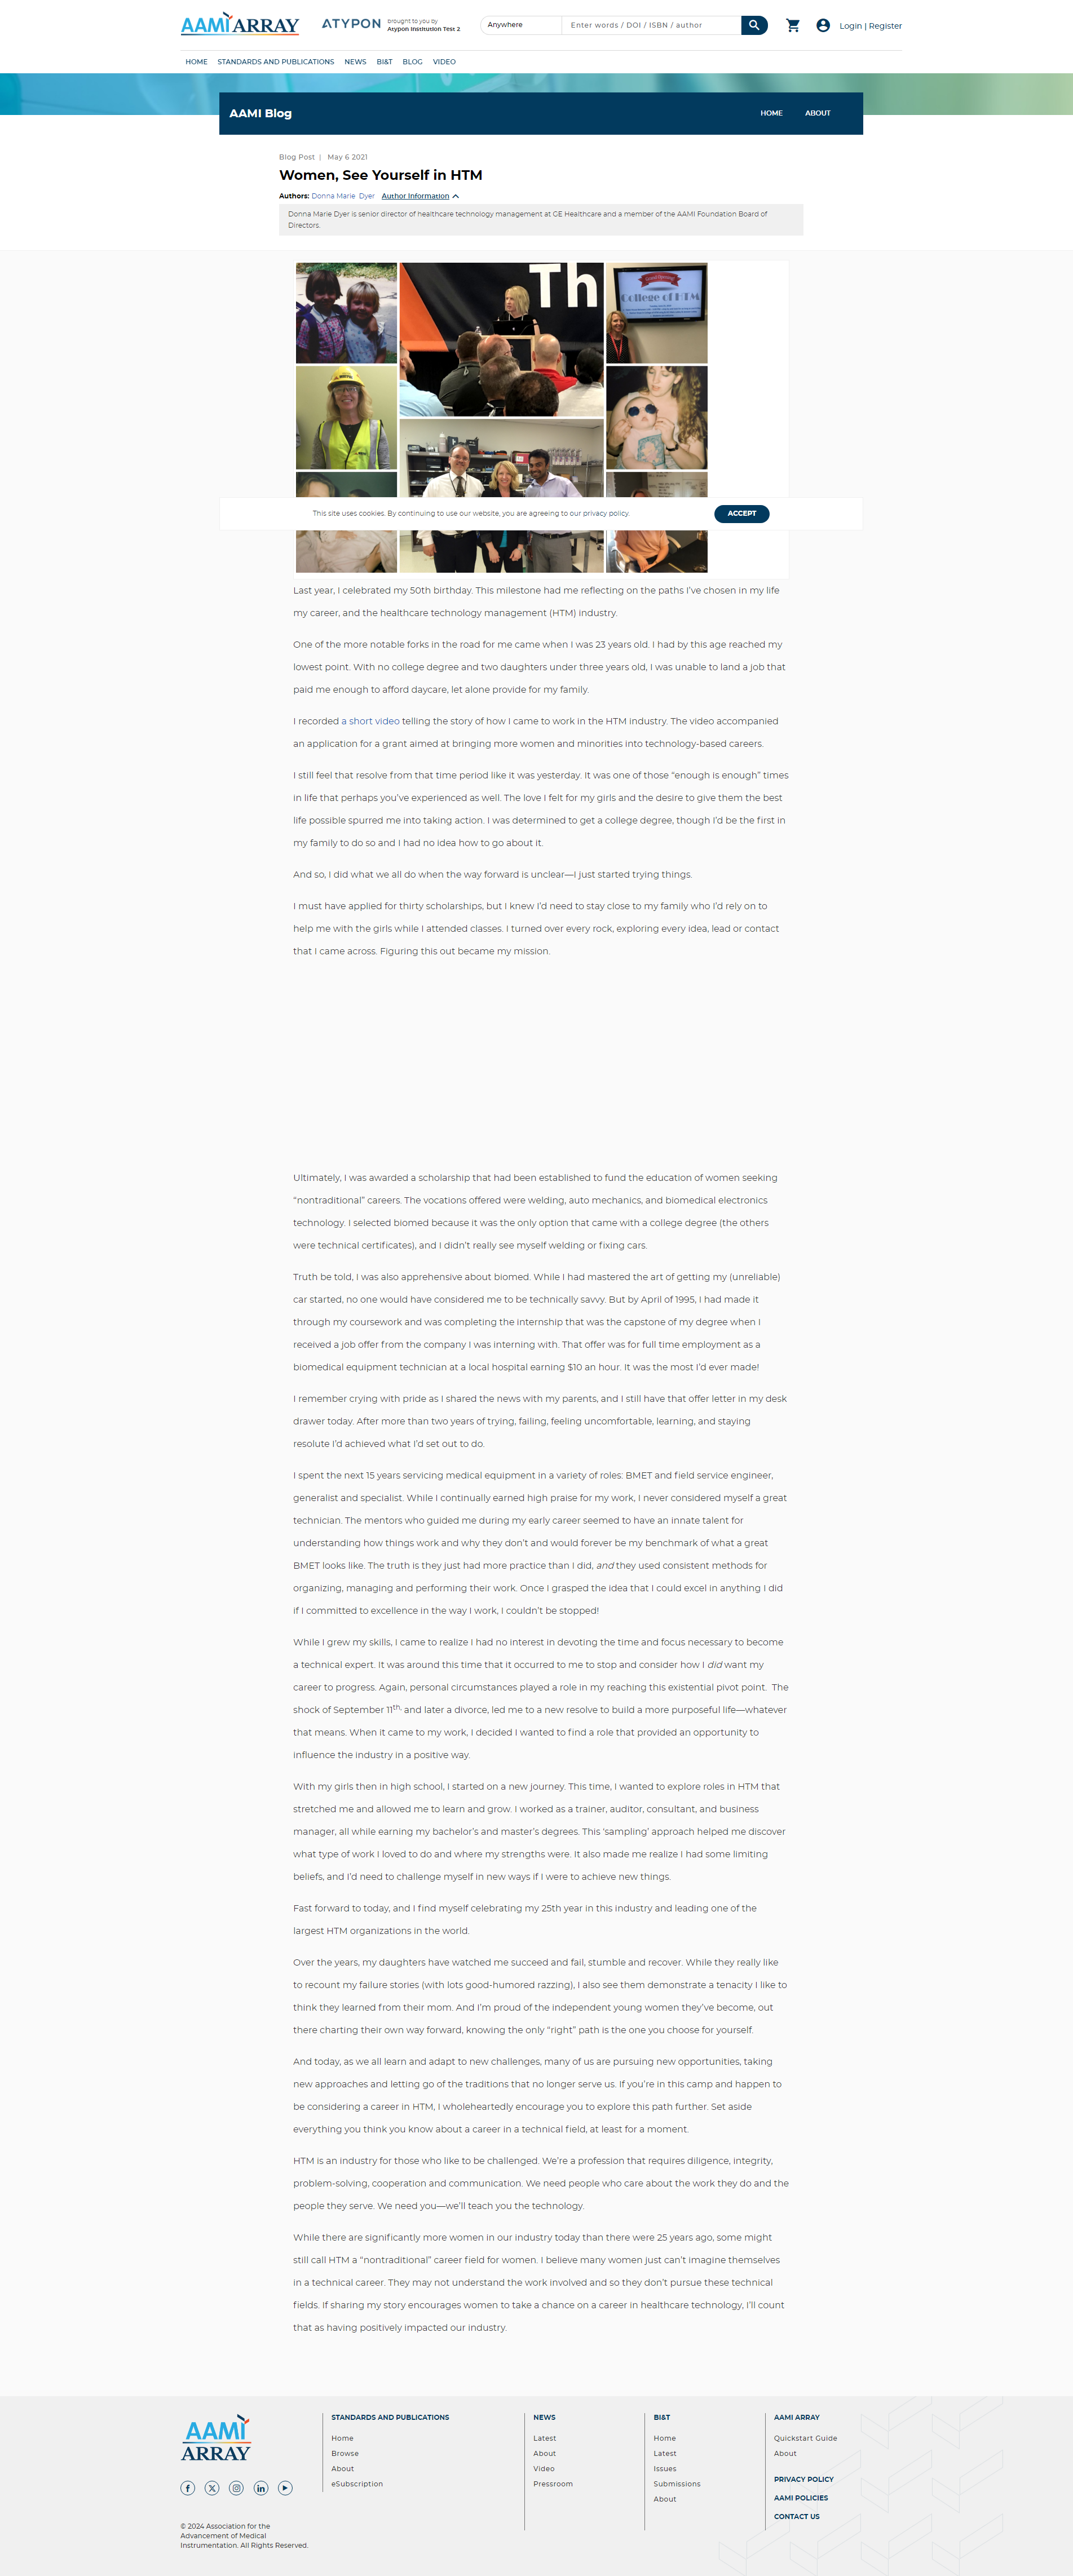 AAMI ARRAY
ATYPON
brought to you by
Atypon Institution Test 2
Anywhere
Enter words / DOI / ISBN / author
Login | Register
HOME STANDARDS AND PUBLICATIONS NEWS BI&T BLOG VIDEO
AAMI Blog
HOME ABOUT
Blog Post | May 6 2021
Women, See Yourself in HTM
Authors: Donna Marie Dyer Author Information
Donna Marie Dyer is senior director of healthcare technology management at GE Healthcare and a member of the AAMI Foundation Board of
Directors.
Th
College of HTM
This site uses cookies. By continuing to use our website, you are agreeing to our privacy policy.
ACCEPT
Last year, I celebrated my 50th birthday. This milestone had me reflecting on the paths I’ve chosen in my life
my career, and the healthcare technology management (HTM) industry.
One of the more notable forks in the road for me came when I was 23 years old. I had by this age reached my
lowest point. With no college degree and two daughters under three years old, I was unable to land a job that
paid me enough to afford daycare, let alone provide for my family.
I recorded a short video telling the story of how I came to work in the HTM industry. The video accompanied
an application for a grant aimed at bringing more women and minorities into technology-based careers.
I still feel that resolve from that time period like it was yesterday. It was one of those “enough is enough” times
in life that perhaps you’ve experienced as well. The love I felt for my girls and the desire to give them the best
life possible spurred me into taking action. I was determined to get a college degree, though I’d be the first in
my family to do so and I had no idea how to go about it.
And so, I did what we all do when the way forward is unclear—I just started trying things.
I must have applied for thirty scholarships, but I knew I’d need to stay close to my family who I’d rely on to
help me with the girls while I attended classes. I turned over every rock, exploring every idea, lead or contact
that I came across. Figuring this out became my mission.
Ultimately, I was awarded a scholarship that had been established to fund the education of women seeking
“nontraditional” careers. The vocations offered were welding, auto mechanics, and biomedical electronics
technology. I selected biomed because it was the only option that came with a college degree (the others
were technical certificates), and I didn’t really see myself welding or fixing cars.
Truth be told, I was also apprehensive about biomed. While I had mastered the art of getting my (unreliable)
car started, no one would have considered me to be technically savvy. But by April of 1995, I had made it
through my coursework and was completing the internship that was the capstone of my degree when I
received a job offer from the company I was interning with. That offer was for full time employment as a
biomedical equipment technician at a local hospital earning $10 an hour. It was the most I’d ever made!
I remember crying with pride as I shared the news with my parents, and I still have that offer letter in my desk
drawer today. After more than two years of trying, failing, feeling uncomfortable, learning, and staying
resolute I’d achieved what I’d set out to do.
I spent the next 15 years servicing medical equipment in a variety of roles: BMET and field service engineer,
generalist and specialist. While I continually earned high praise for my work, I never considered myself a great
technician. The mentors who guided me during my early career seemed to have an innate talent for
understanding how things work and why they don’t and would forever be my benchmark of what a great
BMET looks like. The truth is they just had more practice than I did, and they used consistent methods for
organizing, managing and performing their work. Once I grasped the idea that I could excel in anything I did
if I committed to excellence in the way I work, I couldn’t be stopped!
While I grew my skills, I came to realize I had no interest in devoting the time and focus necessary to become
a technical expert. It was around this time that it occurred to me to stop and consider how I did want my
career to progress. Again, personal circumstances played a role in my reaching this existential pivot point. The
shock of September 11th, and later a divorce, led me to a new resolve to build a more purposeful life—whatever
that means. When it came to my work, I decided I wanted to find a role that provided an opportunity to
influence the industry in a positive way.
With my girls then in high school, I started on a new journey. This time, I wanted to explore roles in HTM that
stretched me and allowed me to learn and grow. I worked as a trainer, auditor, consultant, and business
manager, all while earning my bachelor’s and master’s degrees. This ‘sampling’ approach helped me discover
what type of work I loved to do and where my strengths were. It also made me realize I had some limiting
beliefs, and I’d need to challenge myself in new ways if I were to achieve new things.
Fast forward to today, and I find myself celebrating my 25th year in this industry and leading one of the
largest HTM organizations in the world.
Over the years, my daughters have watched me succeed and fail, stumble and recover. While they really like
to recount my failure stories (with lots good-humored razzing), I also see them demonstrate a tenacity I like to
think they learned from their mom. And I’m proud of the independent young women they’ve become, out
there charting their own way forward, knowing the only “right” path is the one you choose for yourself.
And today, as we all learn and adapt to new challenges, many of us are pursuing new opportunities, taking
new approaches and letting go of the traditions that no longer serve us. If you’re in this camp and happen to
be considering a career in HTM, I wholeheartedly encourage you to explore this path further. Set aside
everything you think you know about a career in a technical field, at least for a moment.
HTM is an industry for those who like to be challenged. We’re a profession that requires diligence, integrity,
problem-solving, cooperation and communication. We need people who care about the work they do and the
people they serve. We need you—we’ll teach you the technology.
While there are significantly more women in our industry today than there were 25 years ago, some might
still call HTM a “nontraditional” career field for women. I believe many women just can’t imagine themselves
in a technical career. They may not understand the work involved and so they don’t pursue these technical
fields. If sharing my story encourages women to take a chance on a career in healthcare technology, I’ll count
that as having positively impacted our industry.
AAMI
ARRAY
© 2024 Association for the
Advancement of Medical
Instrumentation. All Rights Reserved.
STANDARDS AND PUBLICATIONS
Home
Browse
About
eSubscription
NEWS
Latest
About
Video
Pressroom
BI&T
Home
Latest
Issues
Submissions
About
AAMI ARRAY
Quickstart Guide
About
PRIVACY POLICY
AAMI POLICIES
CONTACT US